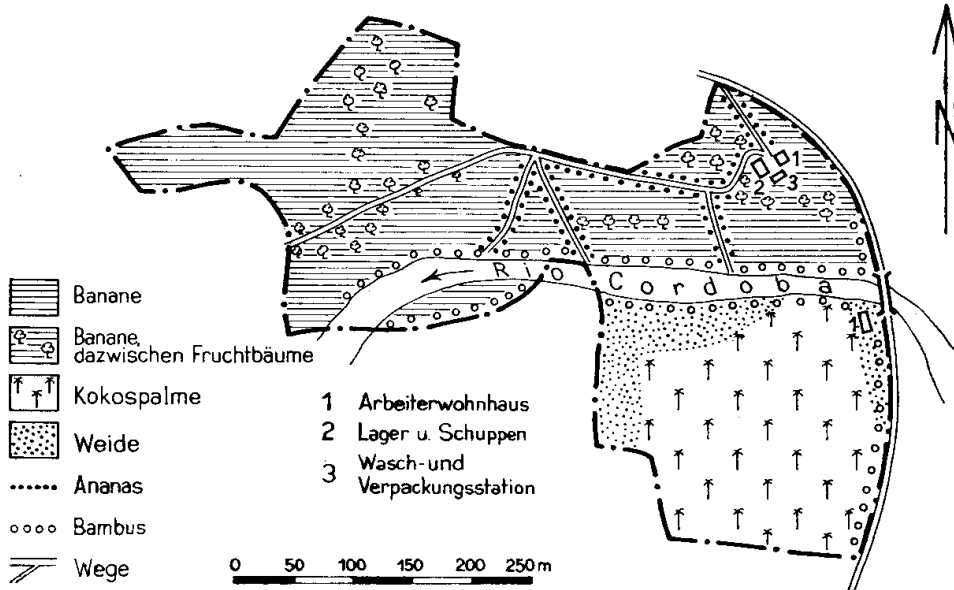 N
1
2
3
Rio Cordoba
1
Banane
Banane,
dazwischen Fruchtbäume
Kokospalme
Weide
Ananas
Bambus
Wege
1 Arbeiterwohnhaus
2 Lager u. Schuppen
3 Wasch- und
Verpackungsstation
0 50 100 150 200 250 m